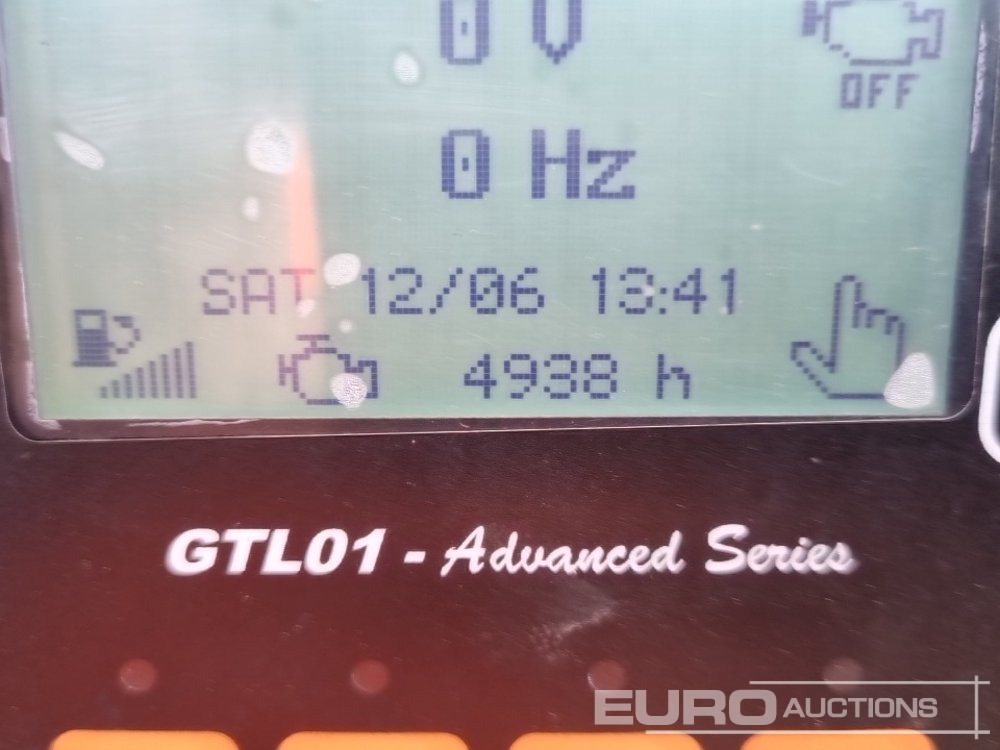 0 V
OFF
0 Hz
SAT 12/06 13:41
4938 h
GTL01 - Advanced Series
EURO AUCTIONS